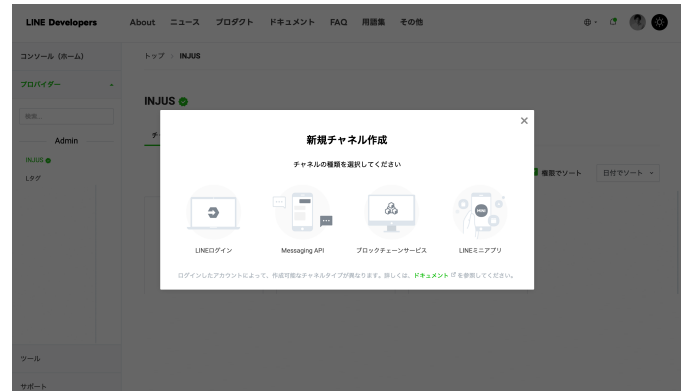 LINE Developers
About ニュース プロダクト ドキュメント FAQ 用語集 その他
コンソール（ホーム）
トップ INJUS
プロバイダー
INJUS
検索...
Admin
INJUS
Lタグ
権限でソート 日付でソート
新規チャネル作成
チャネルの種類を選択してください
LINEログイン Messaging API ブロックチェーンサービス LINEミニアプリ
ログインしたアカウントによって、作成可能なチャネルタイプが異なります。詳しくは、ドキュメントを参照してください。
ツール
サポート